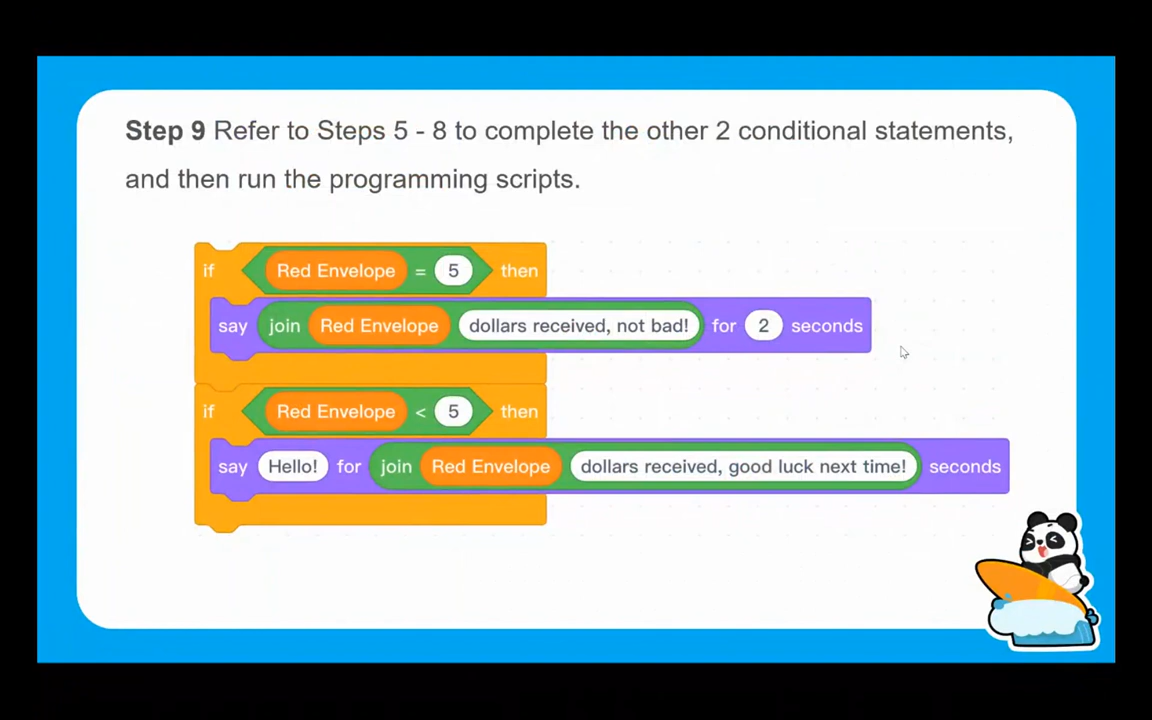 Step 9 Refer to Steps 5 - 8 to complete the other 2 conditional statements,
and then run the programming scripts.
if Red Envelope = 5 then
say join Red Envelope dollars received, not bad! for 2 seconds
if Red Envelope < 5 then
say Hello! for join Red Envelope dollars received, good luck next time! seconds